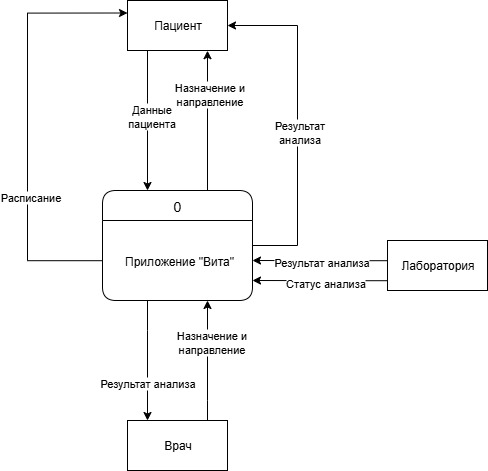 Пациент
Назначение и
направление
Данные
пациента
Результат
анализа
Расписание
0
Приложение "Вита"
Результат анализа
Лаборатория
Статус анализа
Назначение и
направление
Результат анализа
Врач